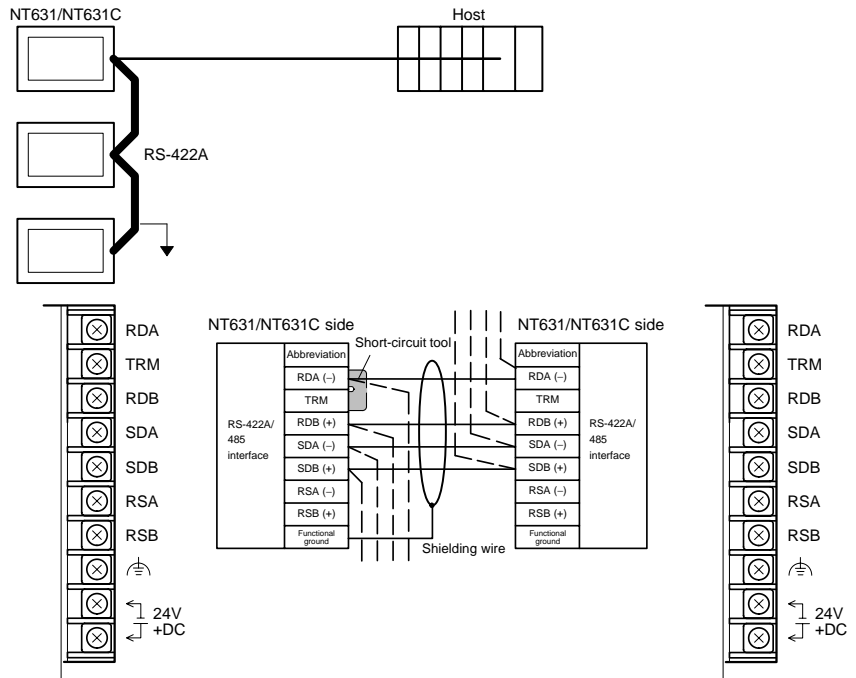 NT631/NT631C
Host
RS-422A
RDA
TRM
RDB
SDA
SDB
RSA
RSB
24V
+DC
NT631/NT631C side
Short-circuit tool
Abbreviation
RDA (–)
TRM
RDB (+)
SDA (–)
SDB (+)
RSA (–)
RSB (+)
Functional
ground
RS-422A/
485
interface
Shielding wire
NT631/NT631C side
Abbreviation
RDA (–)
TRM
RDB (+)
SDA (–)
SDB (+)
RSA (–)
RSB (+)
Functional
ground
RS-422A/
485
interface
RDA
TRM
RDB
SDA
SDB
RSA
RSB
24V
+DC